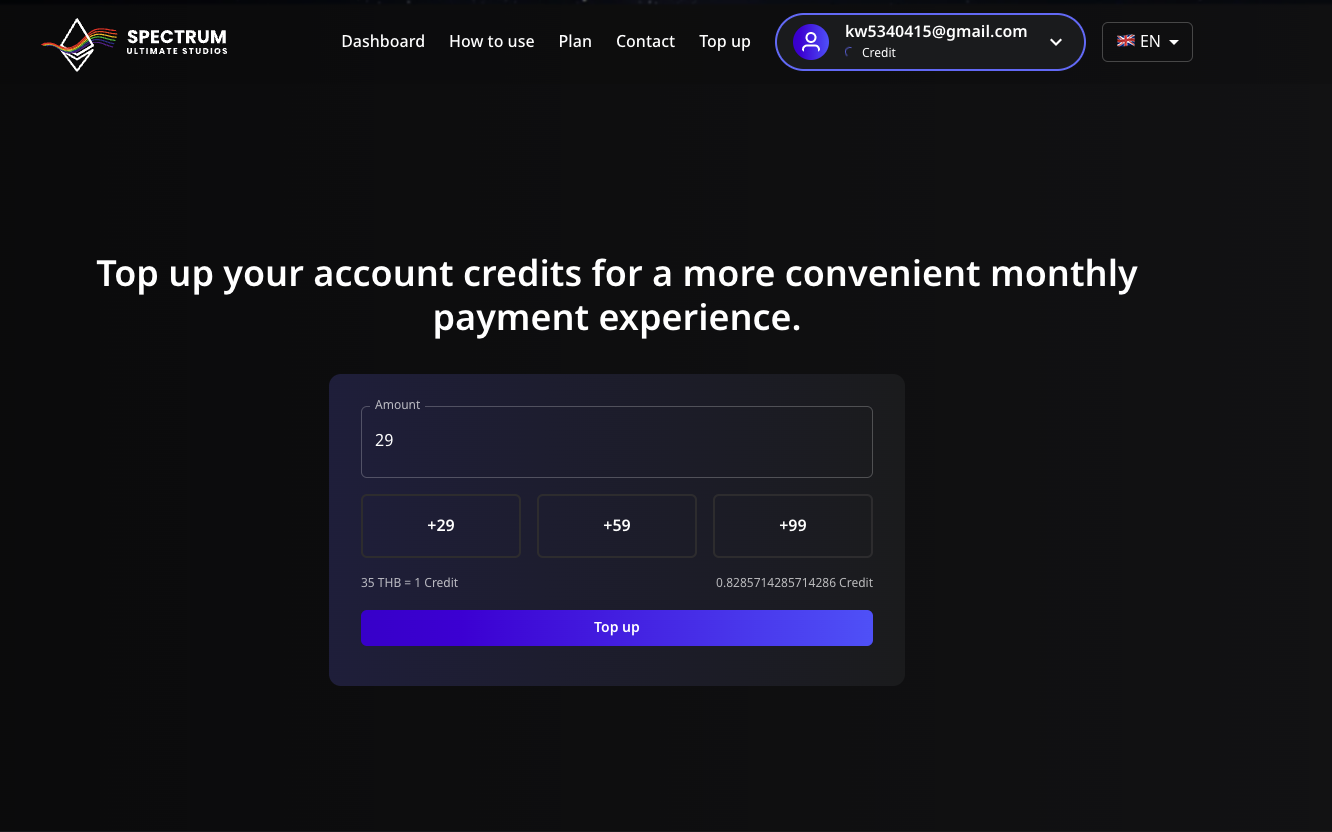 SPECTRUM
ULTIMATE STUDIOS
Dashboard
How to use
Plan
Contact
Top up
kw5340415@gmail.com
Credit
EN
Top up your account credits for a more convenient monthly
payment experience.
Amount
29
+29
+59
+99
35 THB = 1 Credit
0.8285714285714286 Credit
Top up